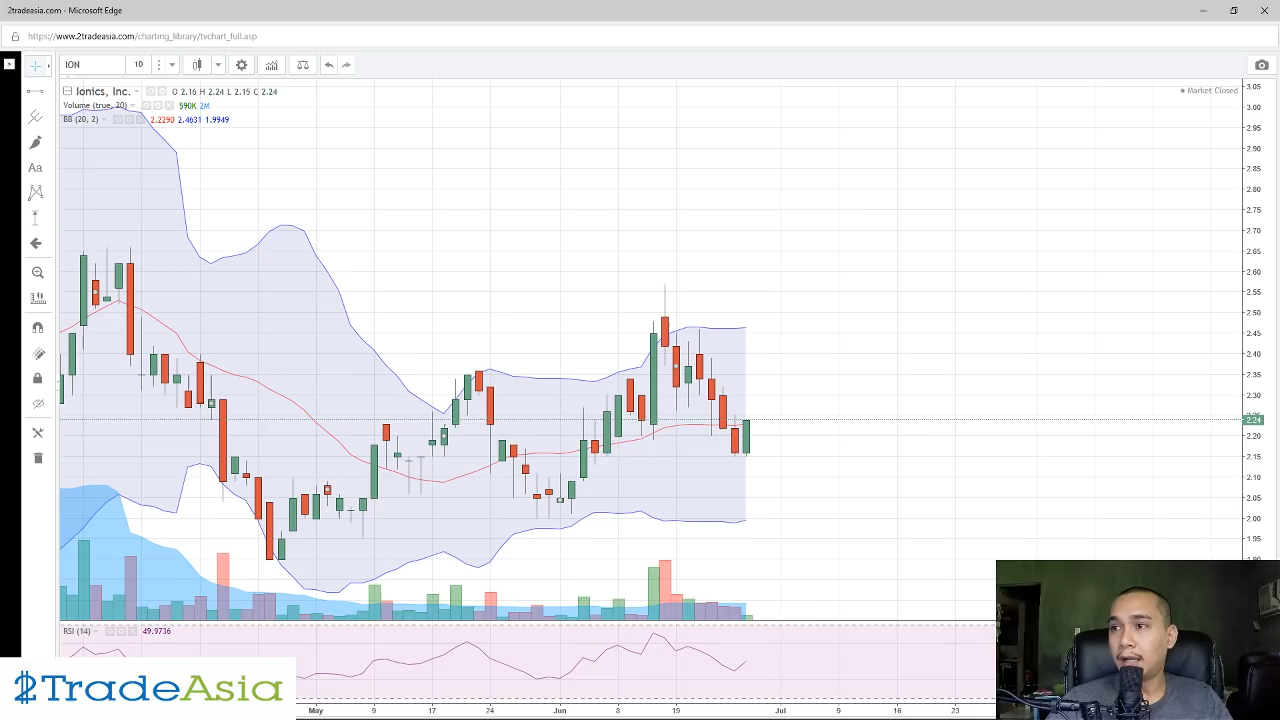 2tradeasia.com - Microsoft Edge
https://www.2tradeasia.com/charting_library/tvchart_full.asp
ION 1D
Ionics, Inc. O 2.16 H 2.24 L 2.15 C 2.24
Market Closed
Volume (true, 20) 590K 2M
BB (20, 2) 2.2290 2.4631 1.9949
Aa
3.05
3.00
2.95
2.90
2.85
2.80
2.75
2.70
2.65
2.60
2.55
2.50
2.45
2.40
2.35
2.30
2.24
2.20
2.15
2.10
2.05
2.00
1.95
RSI (14) 49.9736
2TradeAsia
May 9 17 24 Jun 8 19 Jul 9 16 23